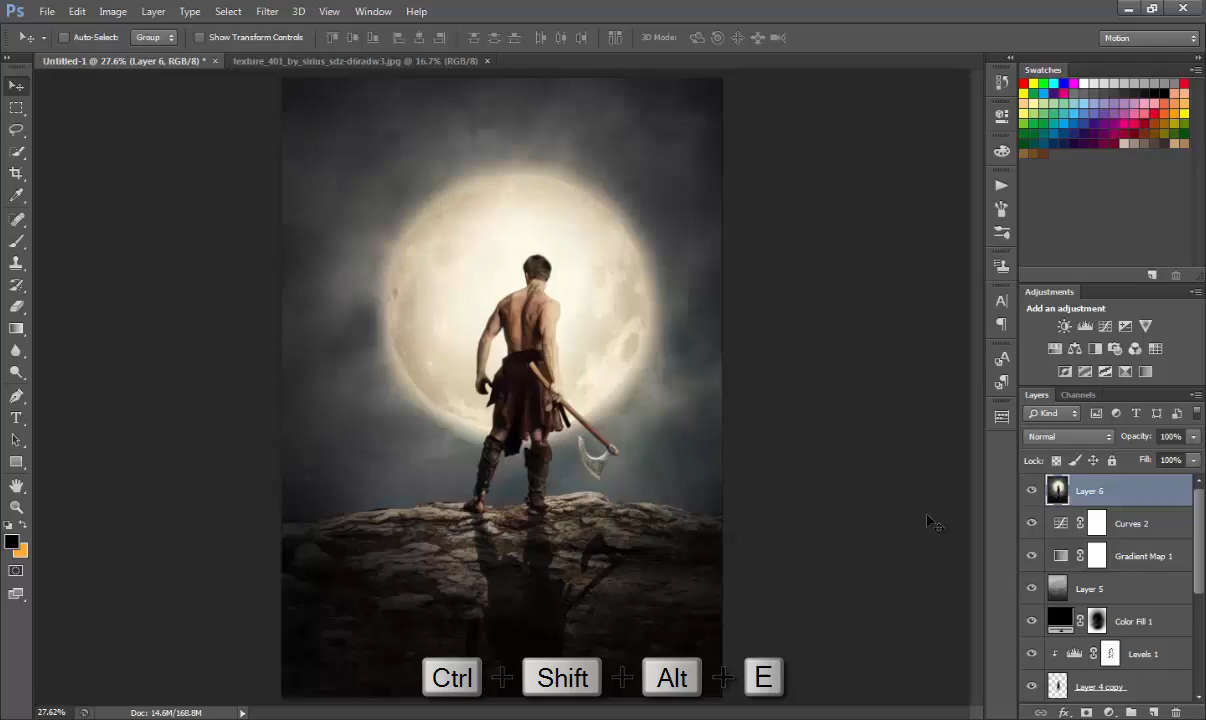 Ps File Edit Image Layer Type Select Filter 3D View Window Help
Auto-Select: Group Show Transform Controls 3D Mode: Motion
Untitled-1 @ 27.6% (Layer 6, RGB/8) * × texture_401_by_sirius_sdz-d6radw3.jpg @ 16.7% (RGB/8) ×
Swatches
Adjustments
Add an adjustment
Layers Channels
Kind
Normal Opacity: 100%
Lock: Fill: 100%
Layer 6
Curves 2
Gradient Map 1
Layer 5
Color Fill 1
Levels 1
Layer 4 copy
Ctrl + Shift + Alt + E
27.62% Doc: 14.6M/168.8M